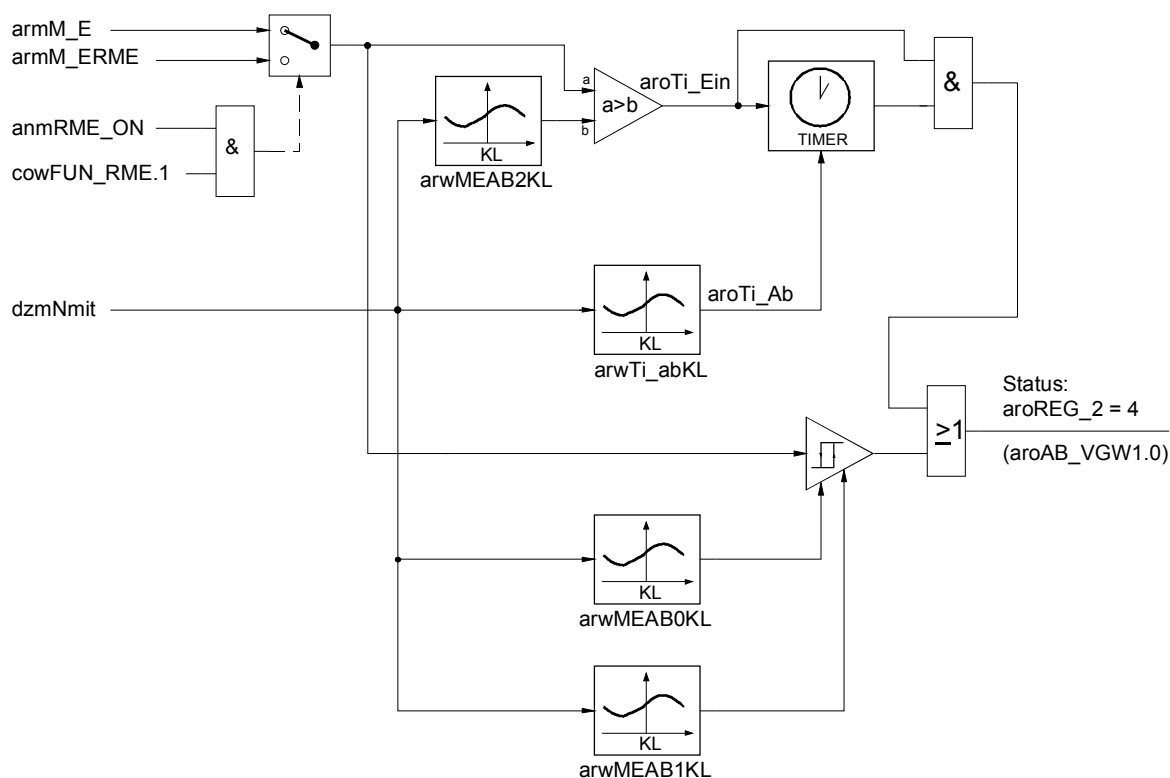 armM_E
armM_ERME
anmRME_ON
&
cowFUN_RME.1
KL
arwMEAB2KL
a
a>b
b
aroTi_Ein
TIMER
&
dzmNmit
KL
arwTi_abKL
aroTi_Ab
≥1
Status:
aroREG_2 = 4
(aroAB_VGW1.0)
KL
arwMEAB0KL
KL
arwMEAB1KL